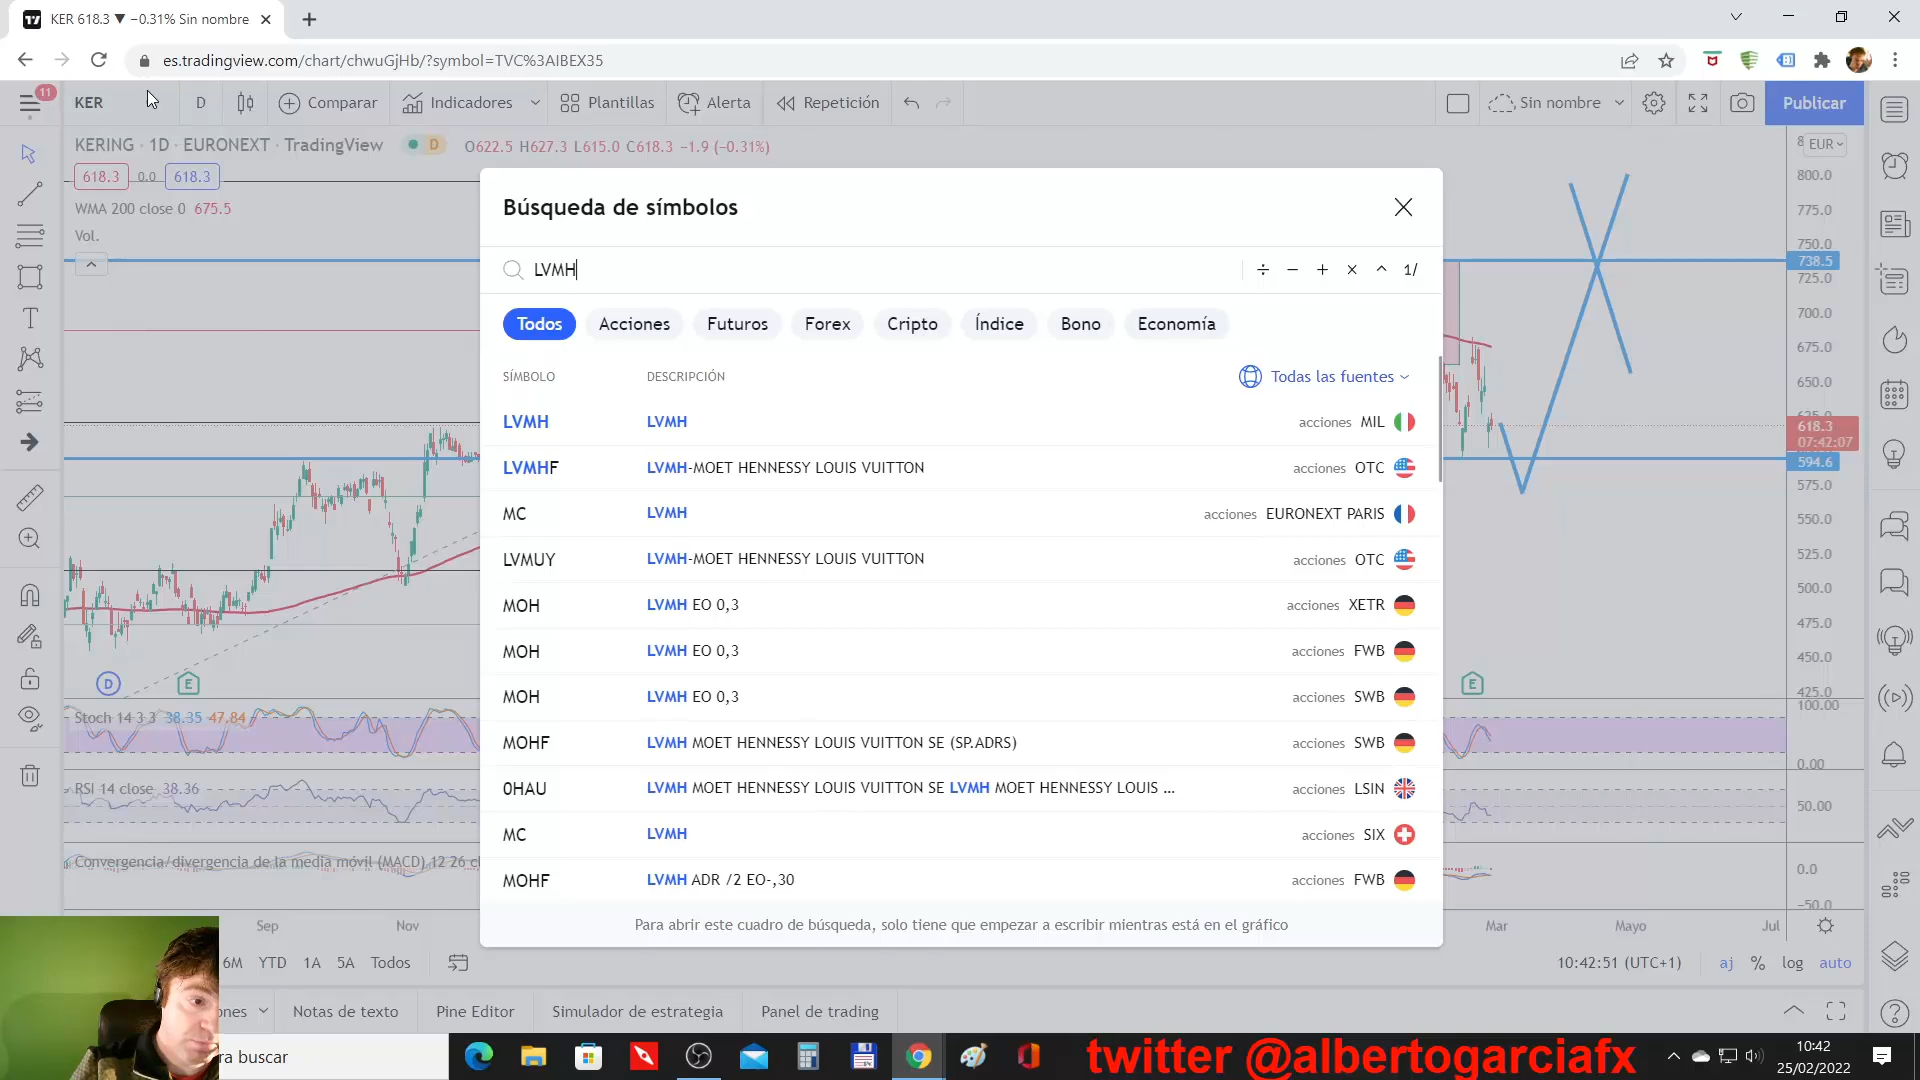 KER 618.3 ▼ −0.31% Sin nombre
es.tradingview.com/chart/chwuGjHb/?symbol=TVC%3AIBEX35
11
KER
D
Comparar
Indicadores
Plantillas
Alerta
Repetición
Sin nombre
Publicar
KERING · 1D · EURONEXT · TradingView
D
O622.5 H627.3 L615.0 C618.3 −1.9 (−0.31%)
618.3
0.0
618.3
WMA 200 close 0 675.5
Vol.
EUR
800.0
775.0
750.0
738.5
725.0
700.0
675.0
650.0
625.0
618.3
07:42:07
594.6
575.0
550.0
525.0
500.0
475.0
450.0
425.0
100.00
0.00
50.00
0.0
−50.0
Búsqueda de símbolos
LVMH
÷ − + × ^ 1/
Todos
Acciones
Futuros
Forex
Cripto
Índice
Bono
Economía
SÍMBOLO
DESCRIPCIÓN
Todas las fuentes
LVMH LVMH acciones MIL
LVMHF LVMH-MOET HENNESSY LOUIS VUITTON acciones OTC
MC LVMH acciones EURONEXT PARIS
LVMUY LVMH-MOET HENNESSY LOUIS VUITTON acciones OTC
MOH LVMH EO 0,3 acciones XETR
MOH LVMH EO 0,3 acciones FWB
MOH LVMH EO 0,3 acciones SWB
MOHF LVMH MOET HENNESSY LOUIS VUITTON SE (SP.ADRS) acciones SWB
0HAU LVMH MOET HENNESSY LOUIS VUITTON SE LVMH MOET HENNESSY LOUIS ... acciones LSIN
MC LVMH acciones SIX
MOHF LVMH ADR /2 EO-,30 acciones FWB
Para abrir este cuadro de búsqueda, solo tiene que empezar a escribir mientras está en el gráfico
D
E
E
Stoch 14 3 3 38.35 47.84
RSI 14 close 38.36
Convergencia/divergencia de la media móvil (MACD) 12 26 cl
Sep
Nov
Mar
Mayo
Jul
6M
YTD
1A
5A
Todos
10:42:51 (UTC+1)
aj
%
log
auto
ones
Notas de texto
Pine Editor
Simulador de estrategia
Panel de trading
ra buscar
twitter @albertogarciafx
10:42
25/02/2022